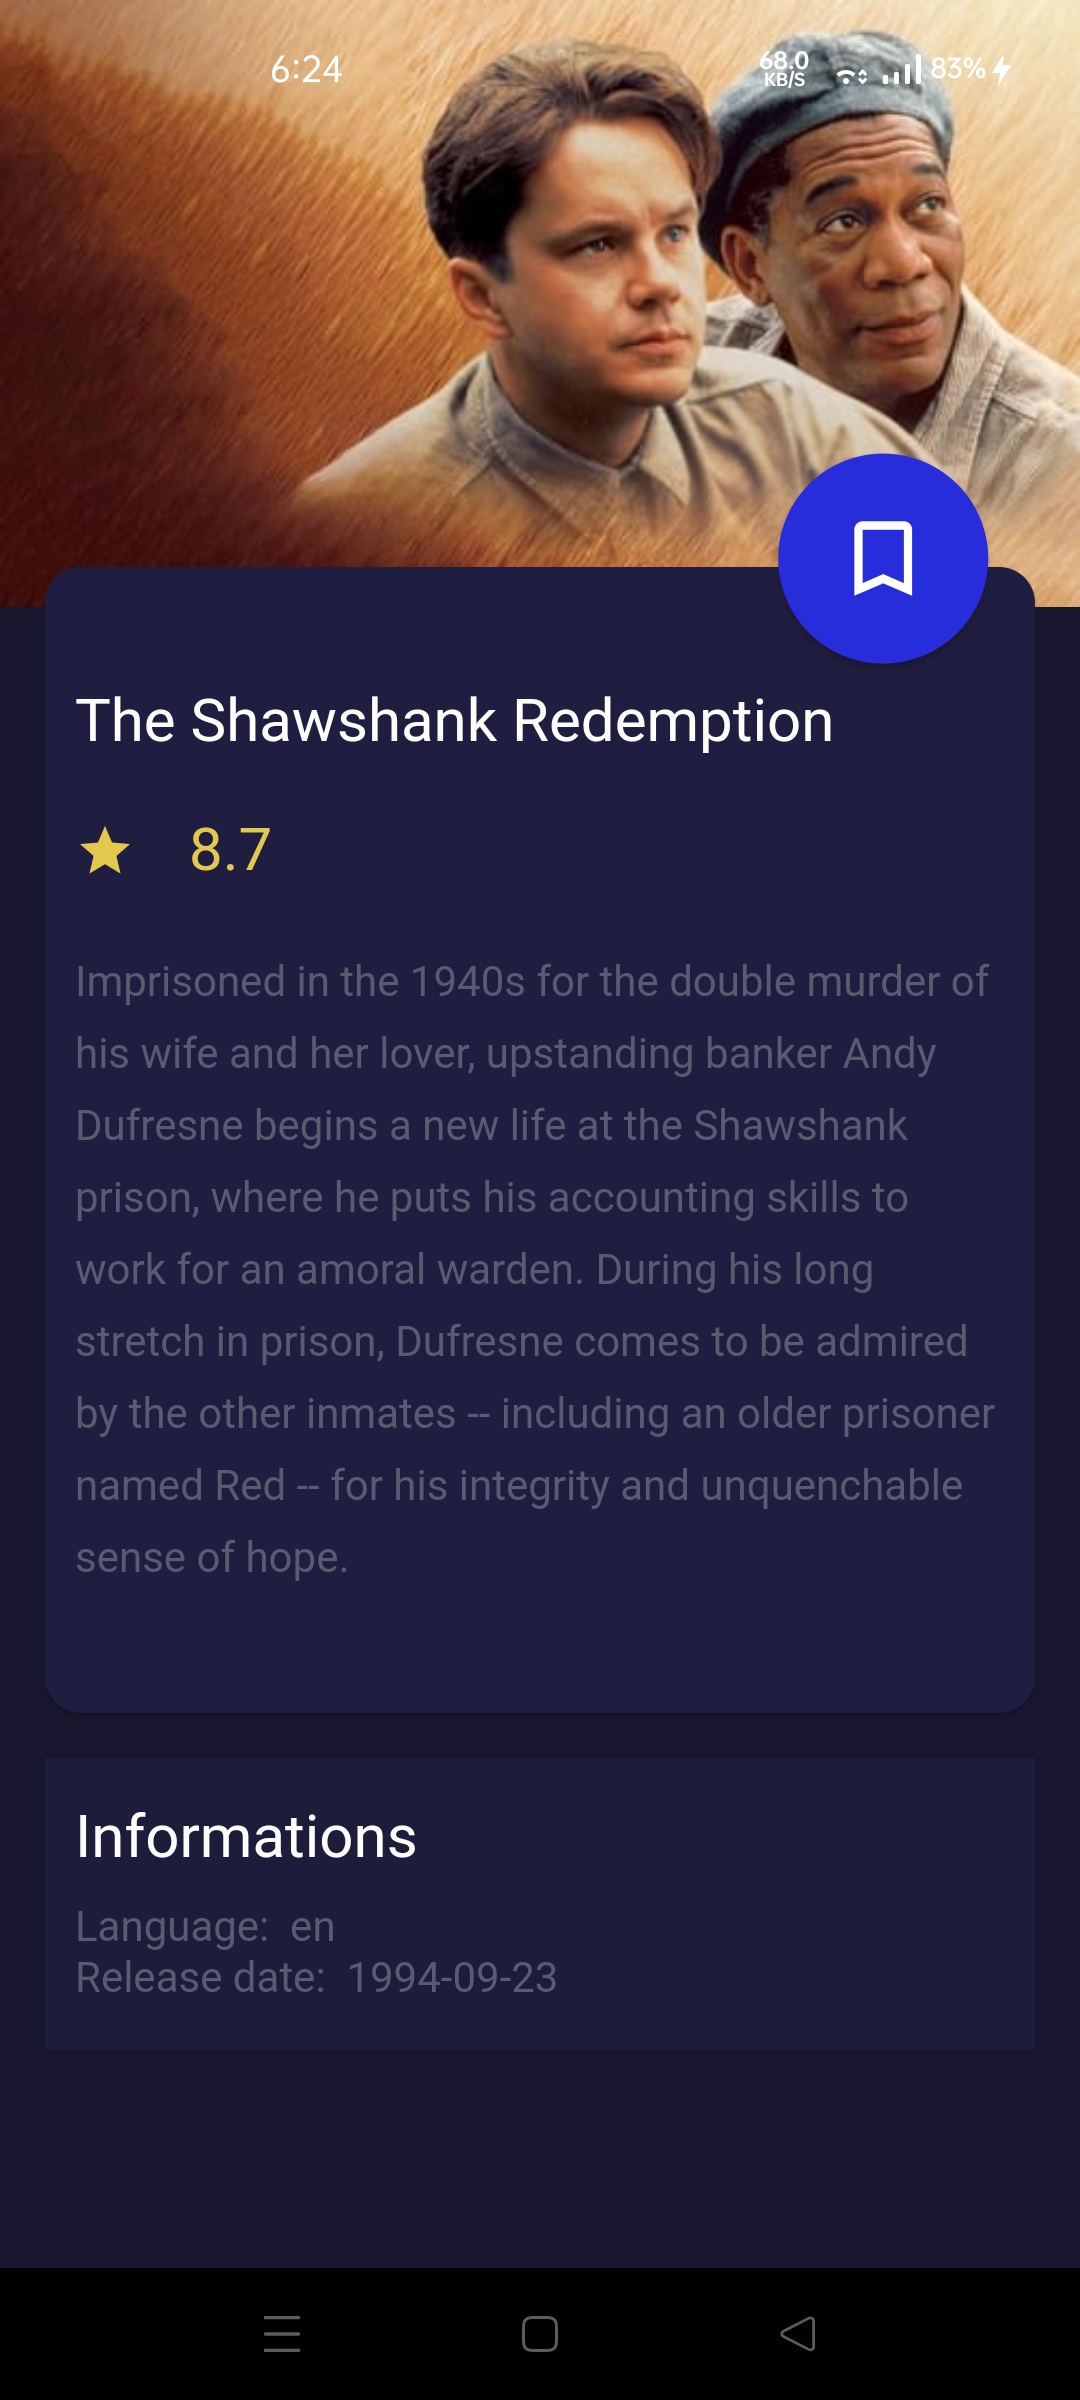 6:24
68.0
KB/S
83%
The Shawshank Redemption
8.7
Imprisoned in the 1940s for the double murder of
his wife and her lover, upstanding banker Andy
Dufresne begins a new life at the Shawshank
prison, where he puts his accounting skills to
work for an amoral warden. During his long
stretch in prison, Dufresne comes to be admired
by the other inmates -- including an older prisoner
named Red -- for his integrity and unquenchable
sense of hope.
Informations
Language:  en
Release date:  1994-09-23